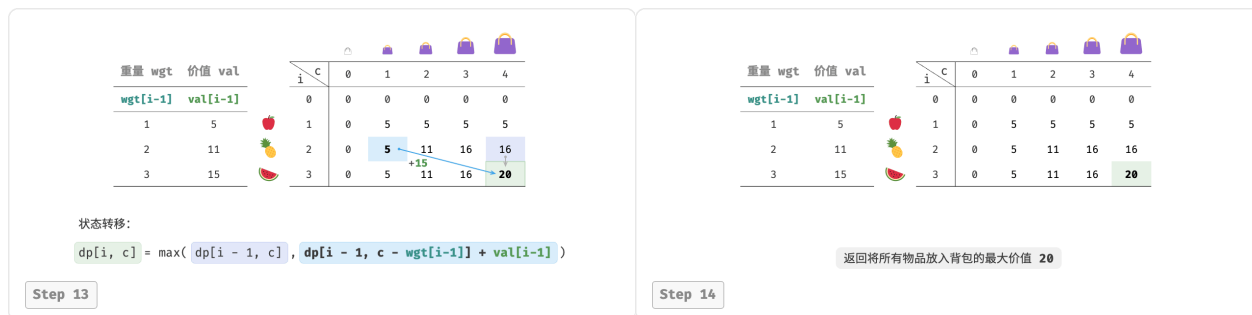 重量 wgt 价值 val
wgt[i-1] val[i-1]
1 5
2 11
3 15
i c 0 1 2 3 4
0 0 0 0 0 0
1 0 5 5 5 5
2 0 5 11 16 16
+15
3 0 5 11 16 20
状态转移：
dp[i, c] = max( dp[i - 1, c] , dp[i - 1, c - wgt[i-1]] + val[i-1] )
Step 13
重量 wgt 价值 val
wgt[i-1] val[i-1]
1 5
2 11
3 15
i c 0 1 2 3 4
0 0 0 0 0 0
1 0 5 5 5 5
2 0 5 11 16 16
3 0 5 11 16 20
返回将所有物品放入背包的最大价值 20
Step 14